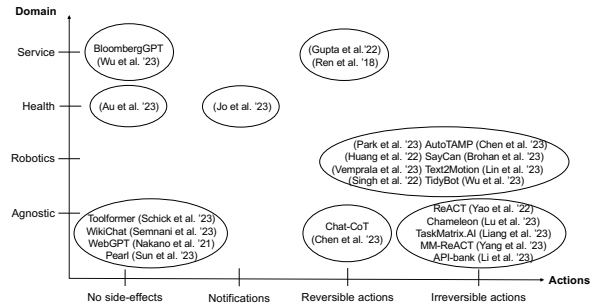 Domain
Service
BloombergGPT
(Wu et al. '23)
(Gupta et al.'22)
(Ren et al. '18)
Health
(Au et al. '23)
(Jo et al. '23)
Robotics
(Park et al. '23) AutoTAMP (Chen et al. '23)
(Huang et al. '22) SayCan (Brohan et al. '23)
(Vemprala et al. '23) Text2Motion (Lin et al. '23)
(Singh et al. '22) TidyBot (Wu et al. '23)
Agnostic
Toolformer (Schick et al. '23)
WikiChat (Semnani et al. '23)
WebGPT (Nakano et al. '21)
Pearl (Sun et al. '23)
Chat-CoT
(Chen et al. '23)
ReACT (Yao et al. '22)
Chameleon (Lu et al. '23)
TaskMatrix.AI (Liang et al. '23)
MM-ReACT (Yang et al. '23)
API-bank (Li et al. '23)
Actions
No side-effects
Notifications
Reversible actions
Irreversible actions